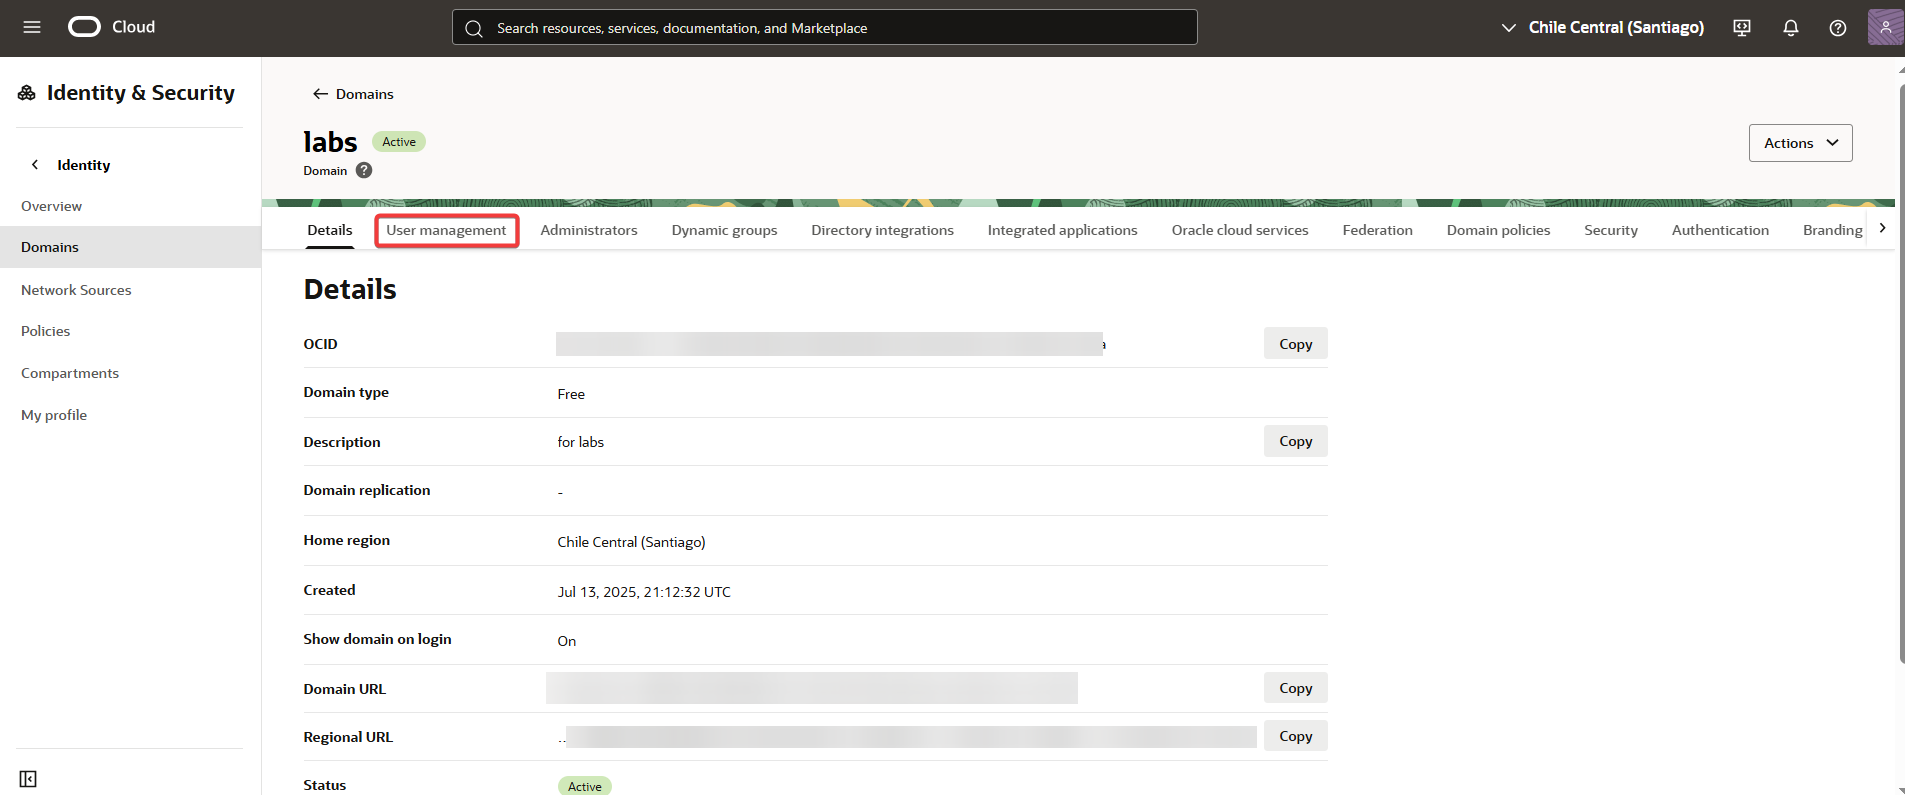 Cloud
Search resources, services, documentation, and Marketplace
Chile Central (Santiago)
Identity & Security
Identity
Overview
Domains
Network Sources
Policies
Compartments
My profile
Domains
labs Active
Domain
Actions
Details User management Administrators Dynamic groups Directory integrations Integrated applications Oracle cloud services Federation Domain policies Security Authentication Branding
Details
OCID Copy
Domain type Free
Description for labs Copy
Domain replication -
Home region Chile Central (Santiago)
Created Jul 13, 2025, 21:12:32 UTC
Show domain on login On
Domain URL Copy
Regional URL .. Copy
Status Active